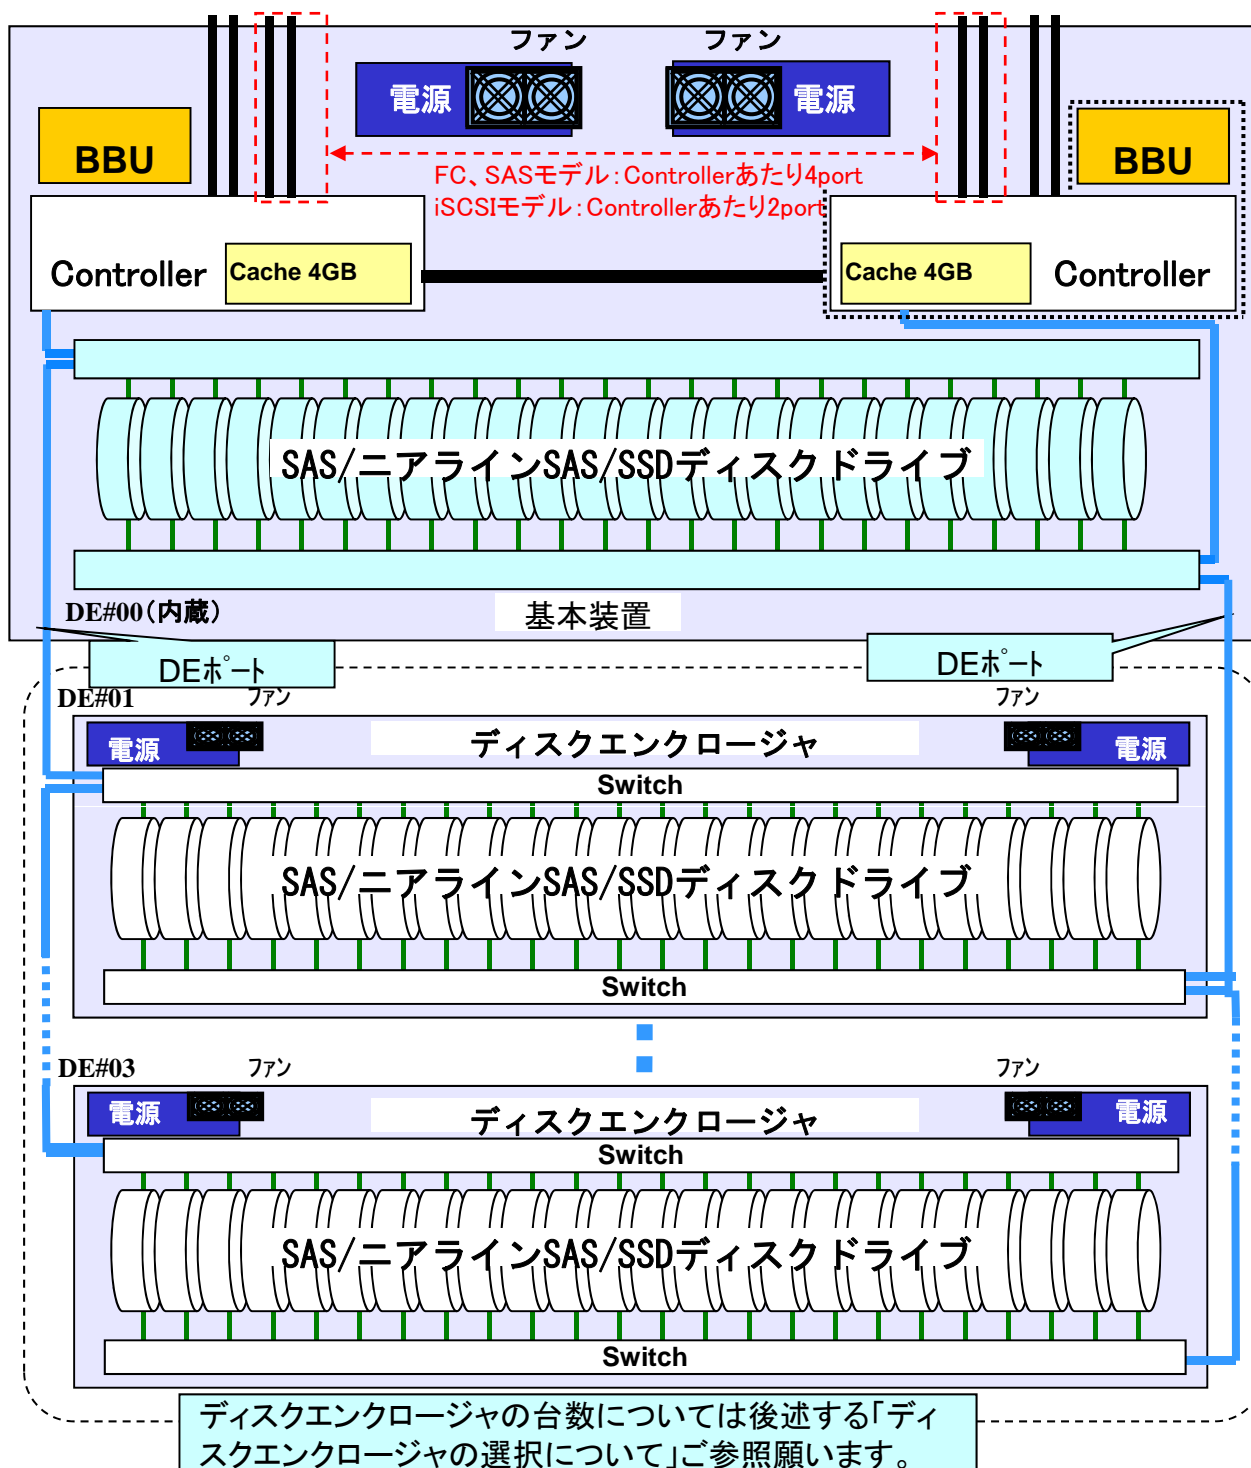 ファン ファン
電源 電源
BBU BBU
FC、SASモデル：Controllerあたり4port
iSCSIモデル：Controllerあたり2port
Controller Cache 4GB Cache 4GB Controller
SAS/ニアラインSAS/SSDディスクドライブ
DE#00（内蔵） 基本装置
DEﾎﾟｰﾄ DEﾎﾟｰﾄ
DE#01 ファン ファン
電源 ディスクエンクロージャ 電源
Switch
SAS/ニアラインSAS/SSDディスクドライブ
Switch
DE#03 ファン ファン
電源 ディスクエンクロージャ 電源
Switch
SAS/ニアラインSAS/SSDディスクドライブ
Switch
ディスクエンクロージャの台数については後述する「ディ
スクエンクロージャの選択について」ご参照願います。